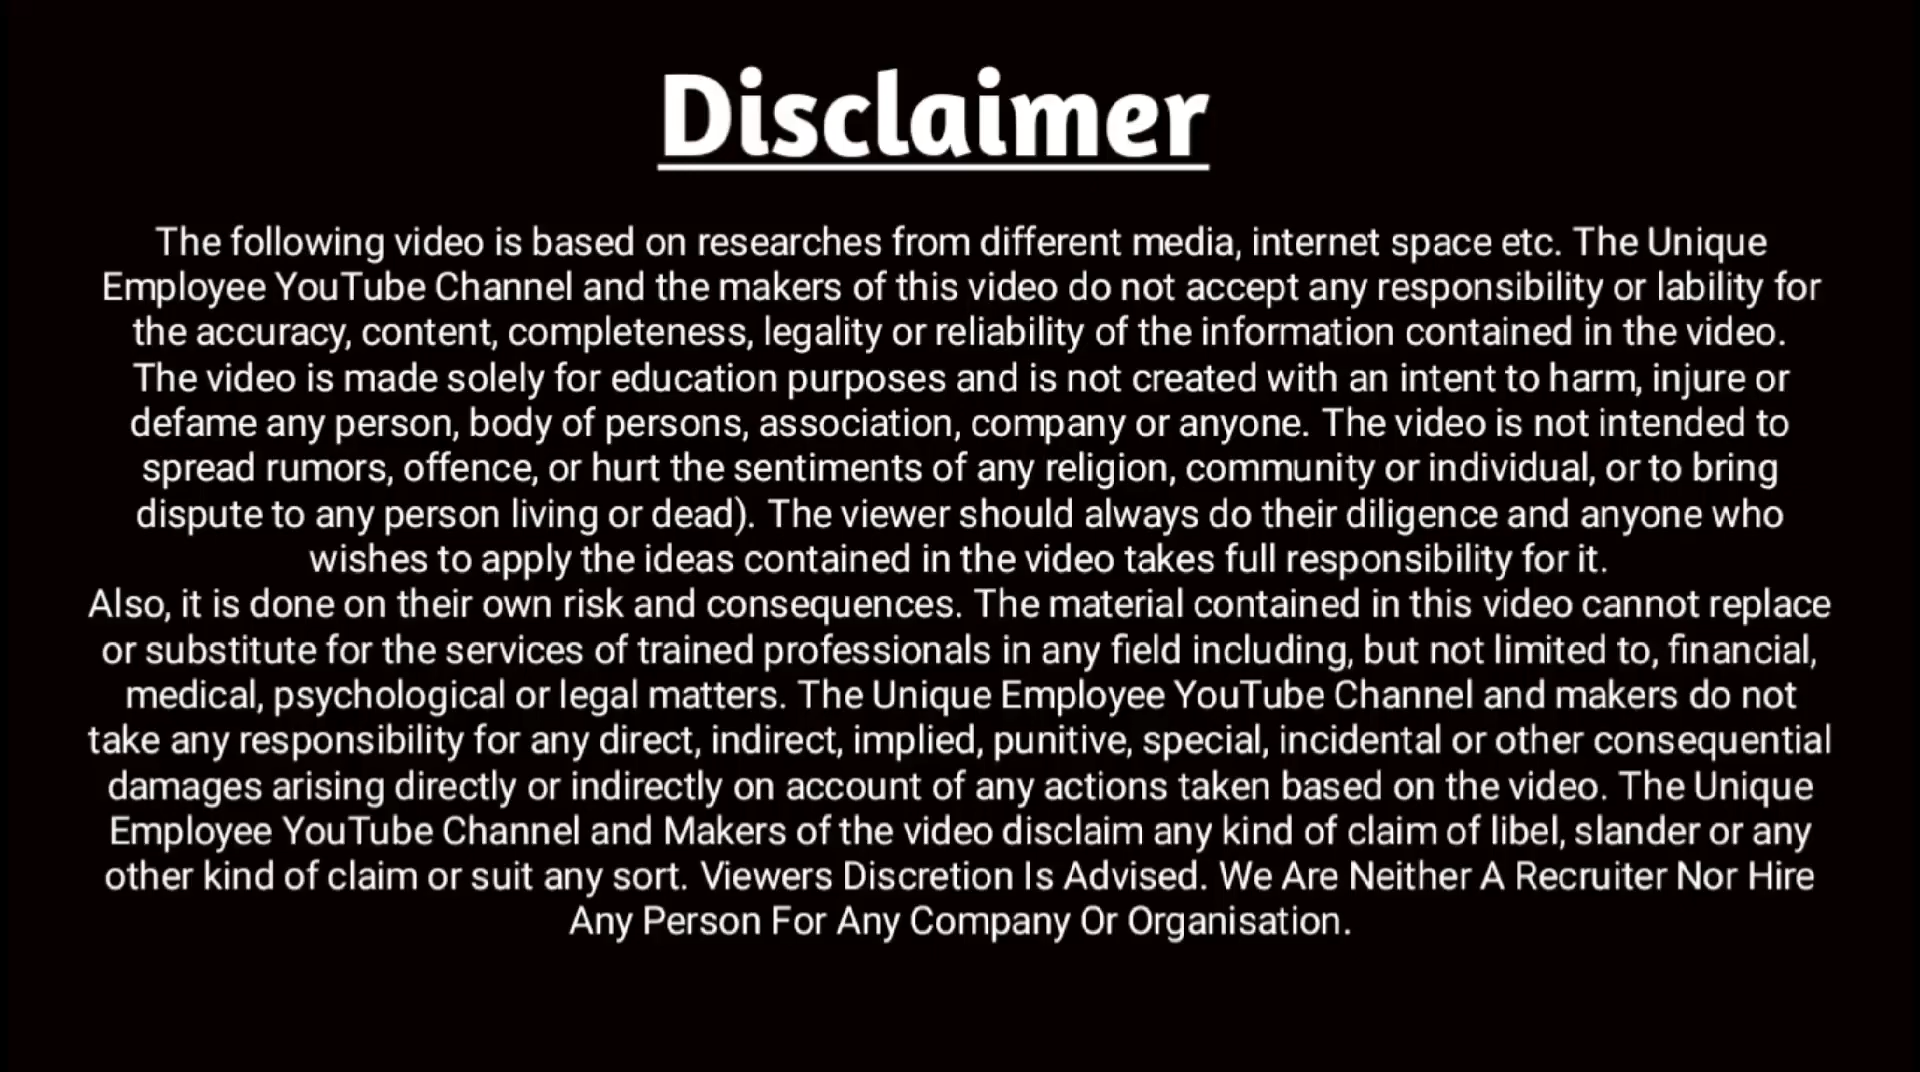 Disclaimer
The following video is based on researches from different media, internet space etc. The Unique
Employee YouTube Channel and the makers of this video do not accept any responsibility or lability for
the accuracy, content, completeness, legality or reliability of the information contained in the video.
The video is made solely for education purposes and is not created with an intent to harm, injure or
defame any person, body of persons, association, company or anyone. The video is not intended to
spread rumors, offence, or hurt the sentiments of any religion, community or individual, or to bring
dispute to any person living or dead). The viewer should always do their diligence and anyone who
wishes to apply the ideas contained in the video takes full responsibility for it.
Also, it is done on their own risk and consequences. The material contained in this video cannot replace
or substitute for the services of trained professionals in any field including, but not limited to, financial,
medical, psychological or legal matters. The Unique Employee YouTube Channel and makers do not
take any responsibility for any direct, indirect, implied, punitive, special, incidental or other consequential
damages arising directly or indirectly on account of any actions taken based on the video. The Unique
Employee YouTube Channel and Makers of the video disclaim any kind of claim of libel, slander or any
other kind of claim or suit any sort. Viewers Discretion Is Advised. We Are Neither A Recruiter Nor Hire
Any Person For Any Company Or Organisation.